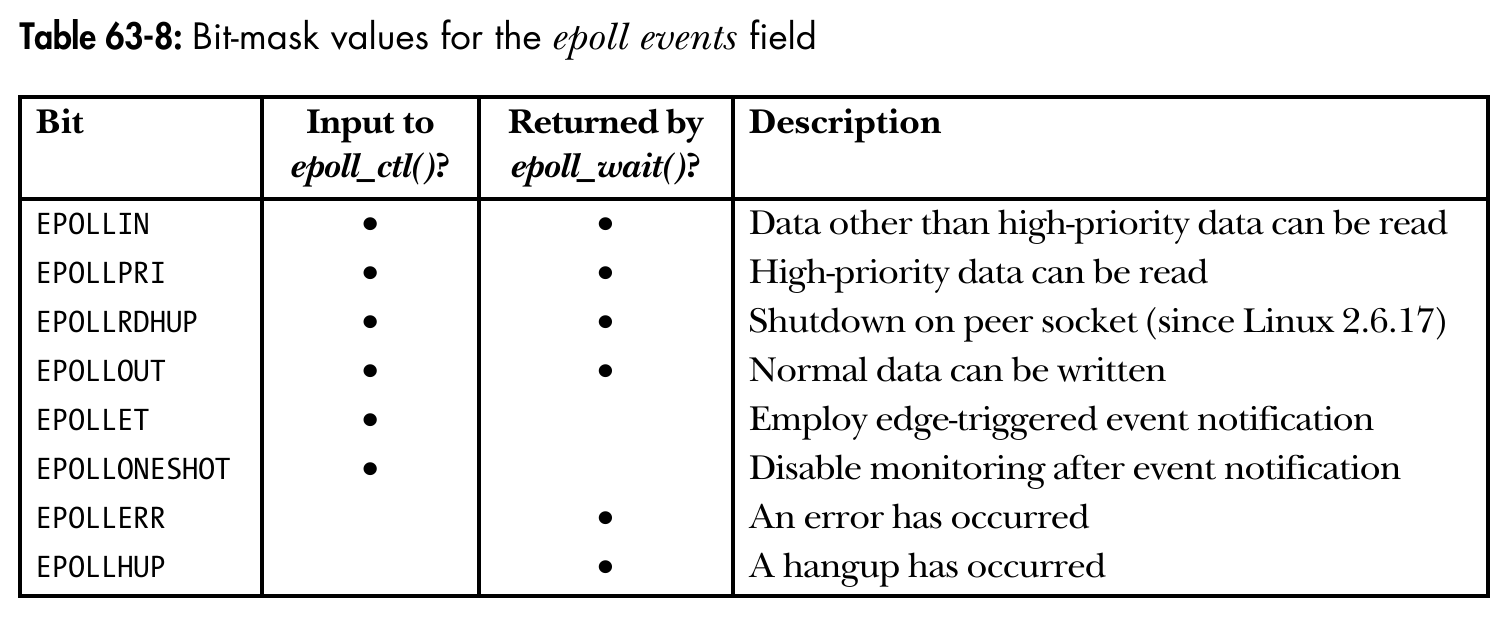 Table 63-8: Bit-mask values for the epoll events field
Bit Input to epoll_ctl()? Returned by epoll_wait()? Description
EPOLLIN • • Data other than high-priority data can be read
EPOLLPRI • • High-priority data can be read
EPOLLRDHUP • • Shutdown on peer socket (since Linux 2.6.17)
EPOLLOUT • • Normal data can be written
EPOLLET • Employ edge-triggered event notification
EPOLLONESHOT • Disable monitoring after event notification
EPOLLERR • An error has occurred
EPOLLHUP • A hangup has occurred